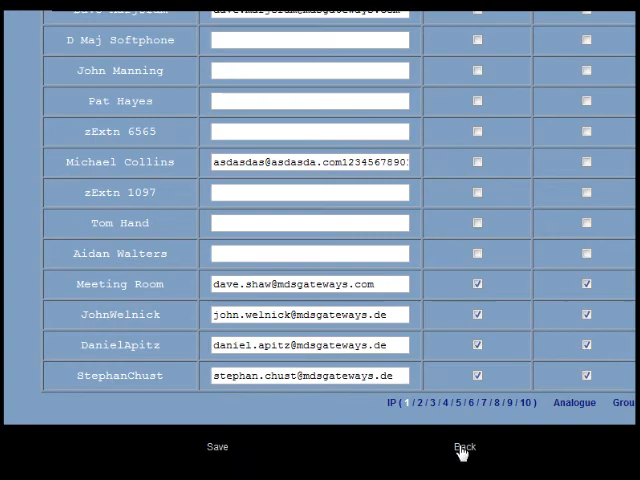 D Maj Softphone
John Manning
Pat Hayes
zExtn 6565
Michael Collins asdasdas@asdasda.com1234567890
zExtn 1097
Tom Hand
Aidan Walters
Meeting Room dave.shaw@mdsgateways.com
JohnWelnick john.welnick@mdsgateways.de
DanielApitz daniel.apitz@mdsgateways.de
StephanChust stephan.chust@mdsgateways.de
IP ( 1 / 2 / 3 / 4 / 5 / 6 / 7 / 8 / 9 / 10 ) Analogue Grou
Save Back